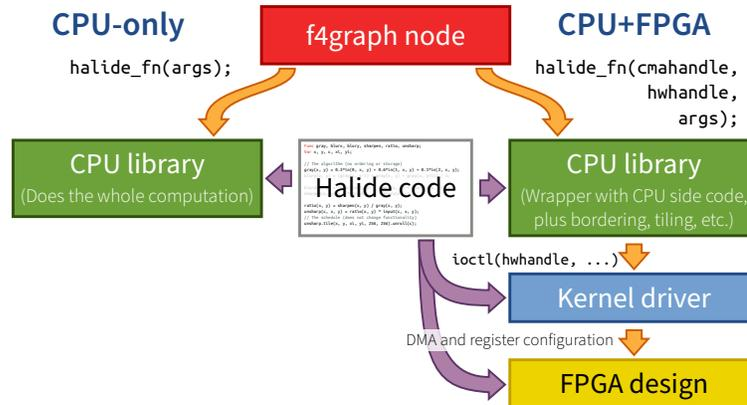 CPU-only
f4graph node
CPU+FPGA
halide_fn(args);
halide_fn(cmahandle,
hwhandle,
args);
CPU library
(Does the whole computation)
Halide code
CPU library
(Wrapper with CPU side code,
plus bordering, tiling, etc.)
ioctl(hwhandle, ...)
Kernel driver
DMA and register configuration
FPGA design